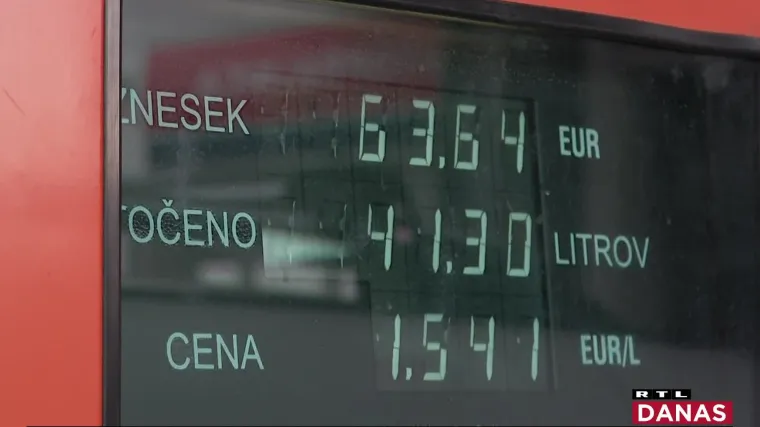 ZNESEK 63.64 EUR
TOČENO 41.30 LITROV
CENA 1.541 EUR/L
RTL
DANAS